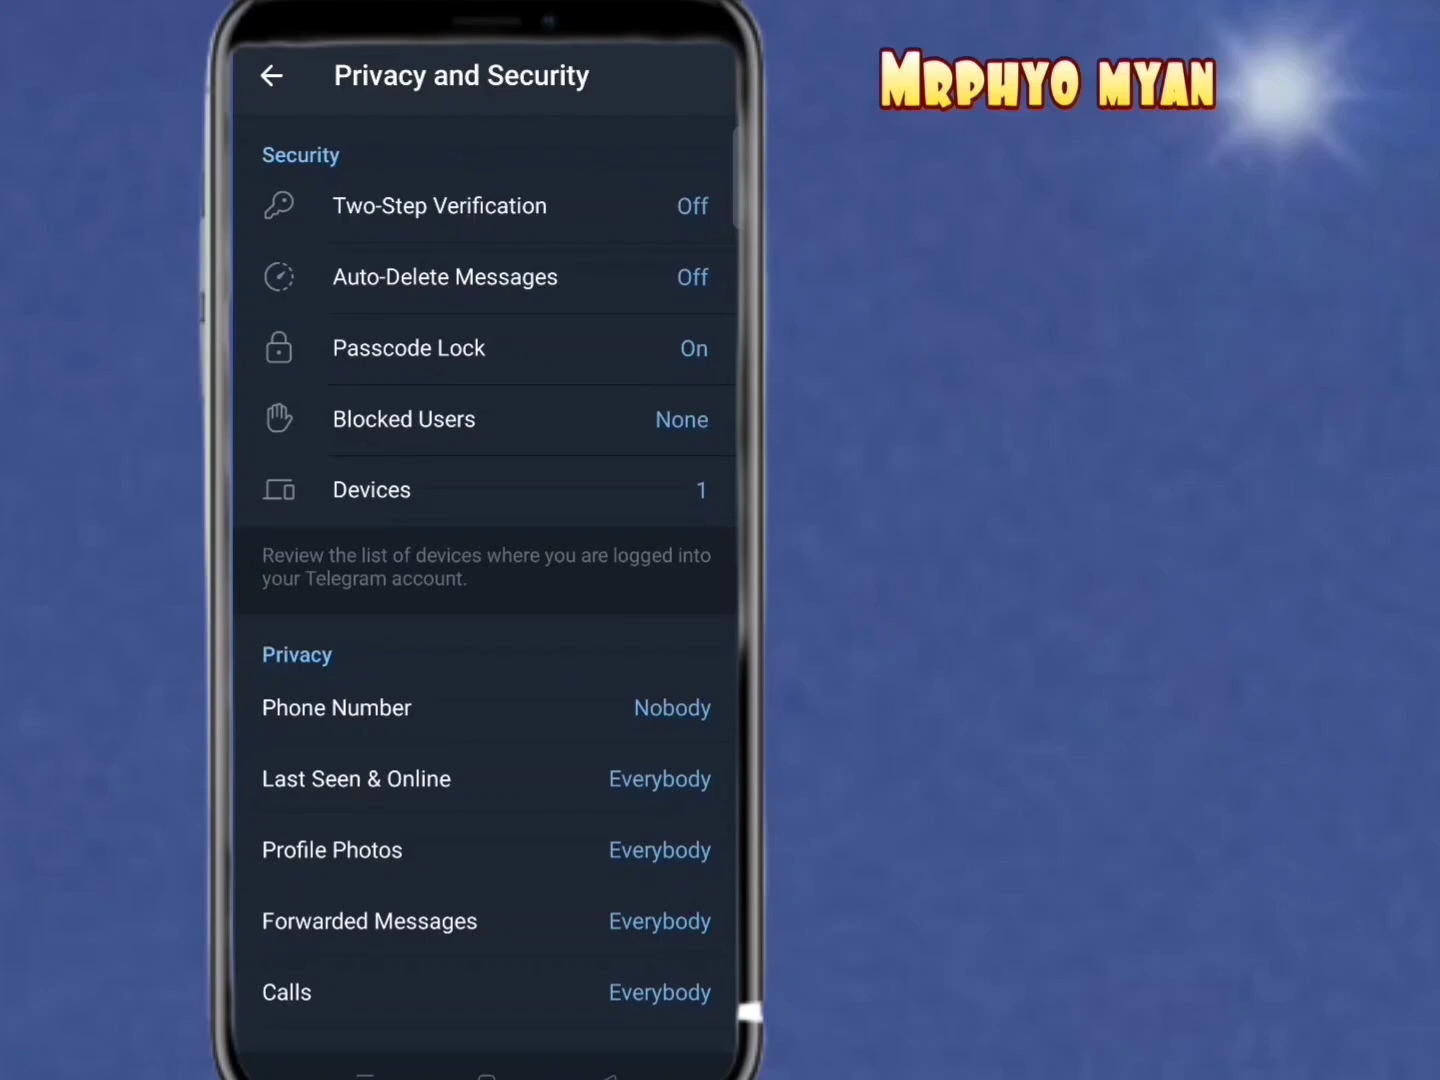 Privacy and Security
MRPHYO MYAN
Security
Two-Step Verification Off
Auto-Delete Messages Off
Passcode Lock On
Blocked Users None
Devices 1
Review the list of devices where you are logged into
your Telegram account.
Privacy
Phone Number Nobody
Last Seen & Online Everybody
Profile Photos Everybody
Forwarded Messages Everybody
Calls Everybody